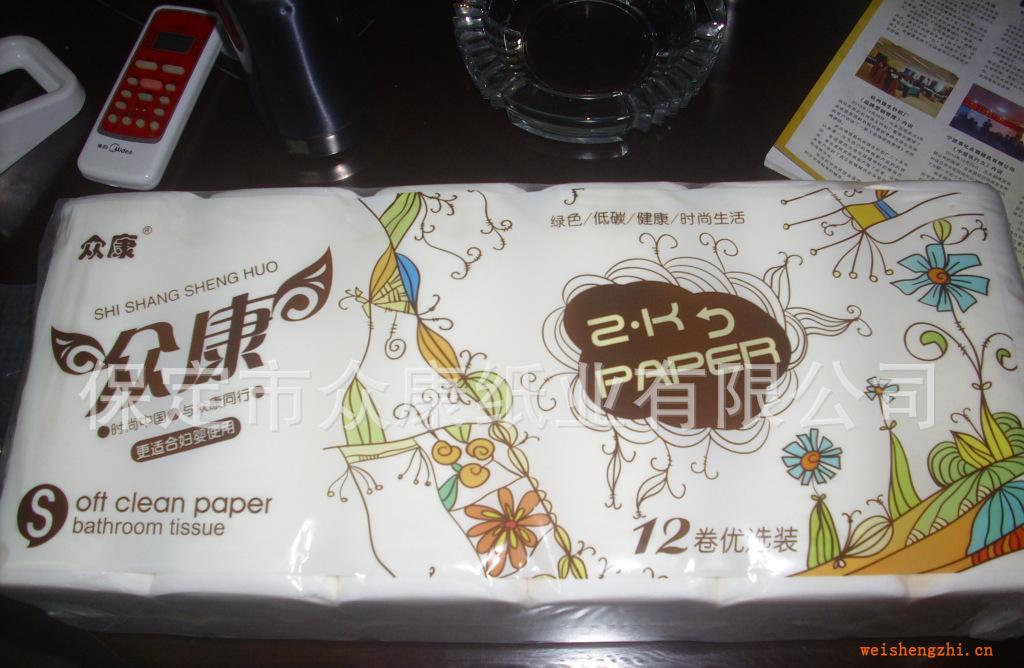 众康®
SHI SHANG SHENG HUO
众康
时尚中国 与众康同行
更适合妇婴使用
Soft clean paper
bathroom tissue
绿色/低碳/健康/时尚生活
Z·K
PAPER
12卷优选装
保定市众康纸业有限公司
美的 Midea
weishengzhi.cn